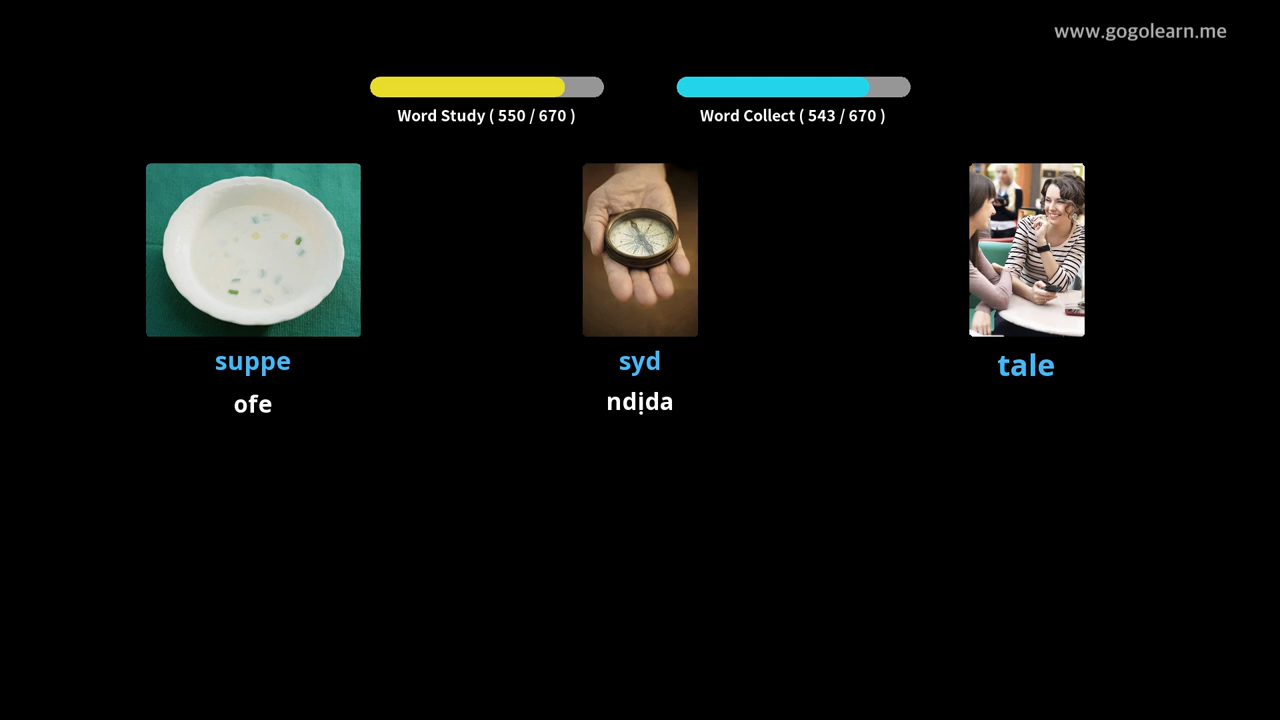 www.gogolearn.me
Word Study ( 550 / 670 )
Word Collect ( 543 / 670 )
suppe
ofe
syd
ndịda
tale